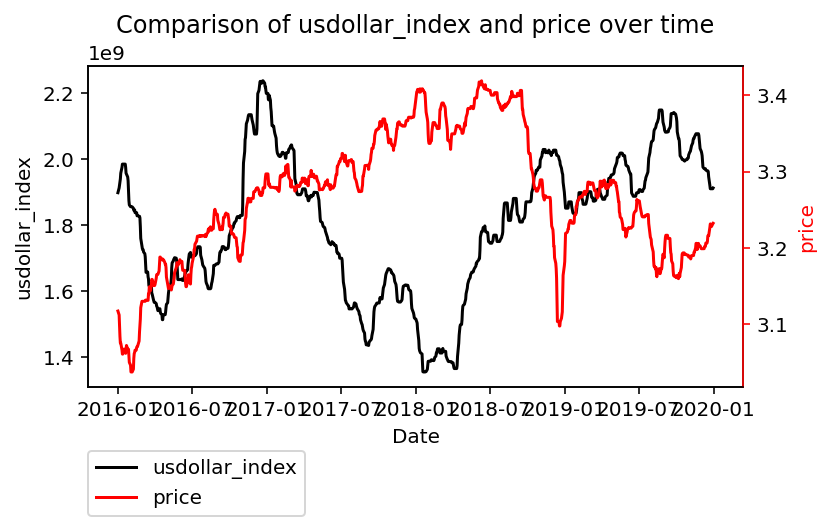 Comparison of usdollar_index and price over time
1e9
2.2
2.0
1.8
1.6
1.4
usdollar_index
3.4
3.3
3.2
3.1
price
2016-01 2016-07 2017-01 2017-07 2018-01 2018-07 2019-01 2019-07 2020-01
Date
usdollar_index
price